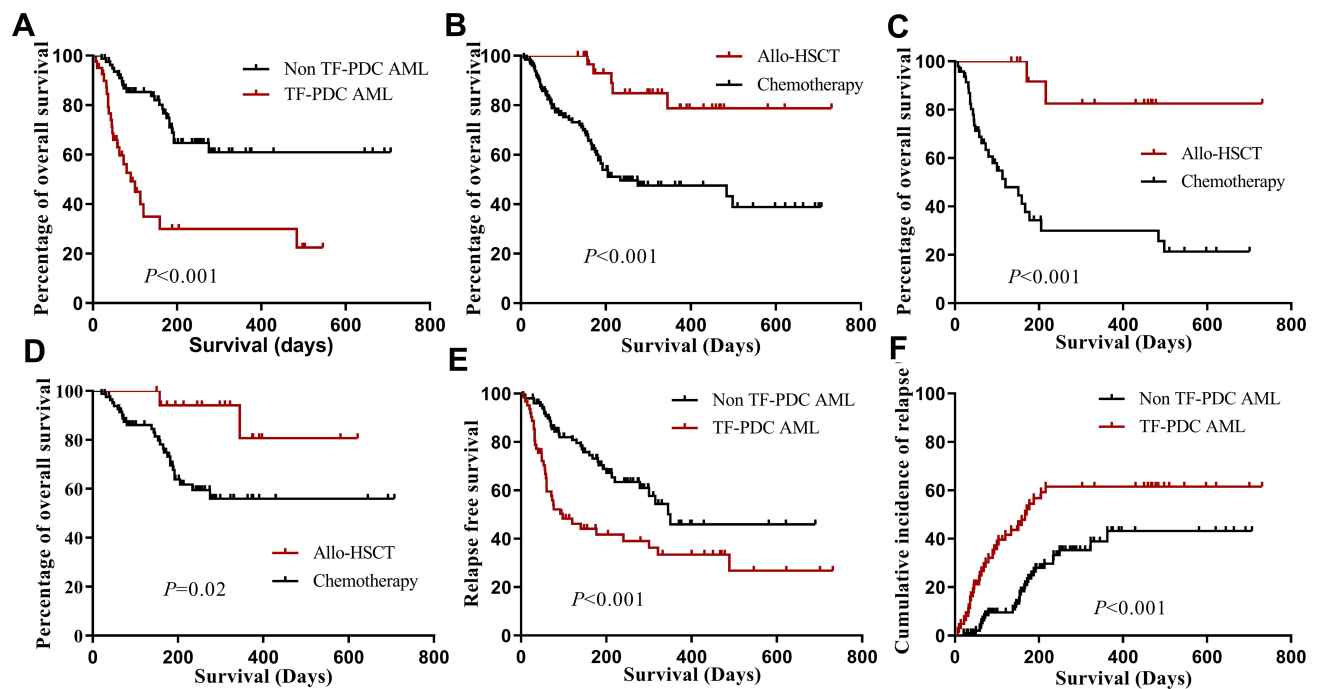 A
Percentage of overall survival
100
80
60
40
20
0
0 200 400 600 800
Survival (days)
Non TF-PDC AML
TF-PDC AML
P<0.001
B
Percentage of overall survival
100
80
60
40
20
0
0 200 400 600 800
Survival (Days)
Allo-HSCT
Chemotherapy
P<0.001
C
Percentage of overall survival
100
80
60
40
20
0
0 200 400 600 800
Survival (Days)
Allo-HSCT
Chemotherapy
P<0.001
D
Percentage of overall survival
100
80
60
40
20
0
0 200 400 600 800
Survival (Days)
Allo-HSCT
Chemotherapy
P=0.02
E
Relapse free survival
100
80
60
40
20
0
0 200 400 600 800
Survival (Days)
Non TF-PDC AML
TF-PDC AML
P<0.001
F
Cumulative incidence of relapse
100
80
60
40
20
0
0 200 400 600 800
Survival (Days)
Non TF-PDC AML
TF-PDC AML
P<0.001